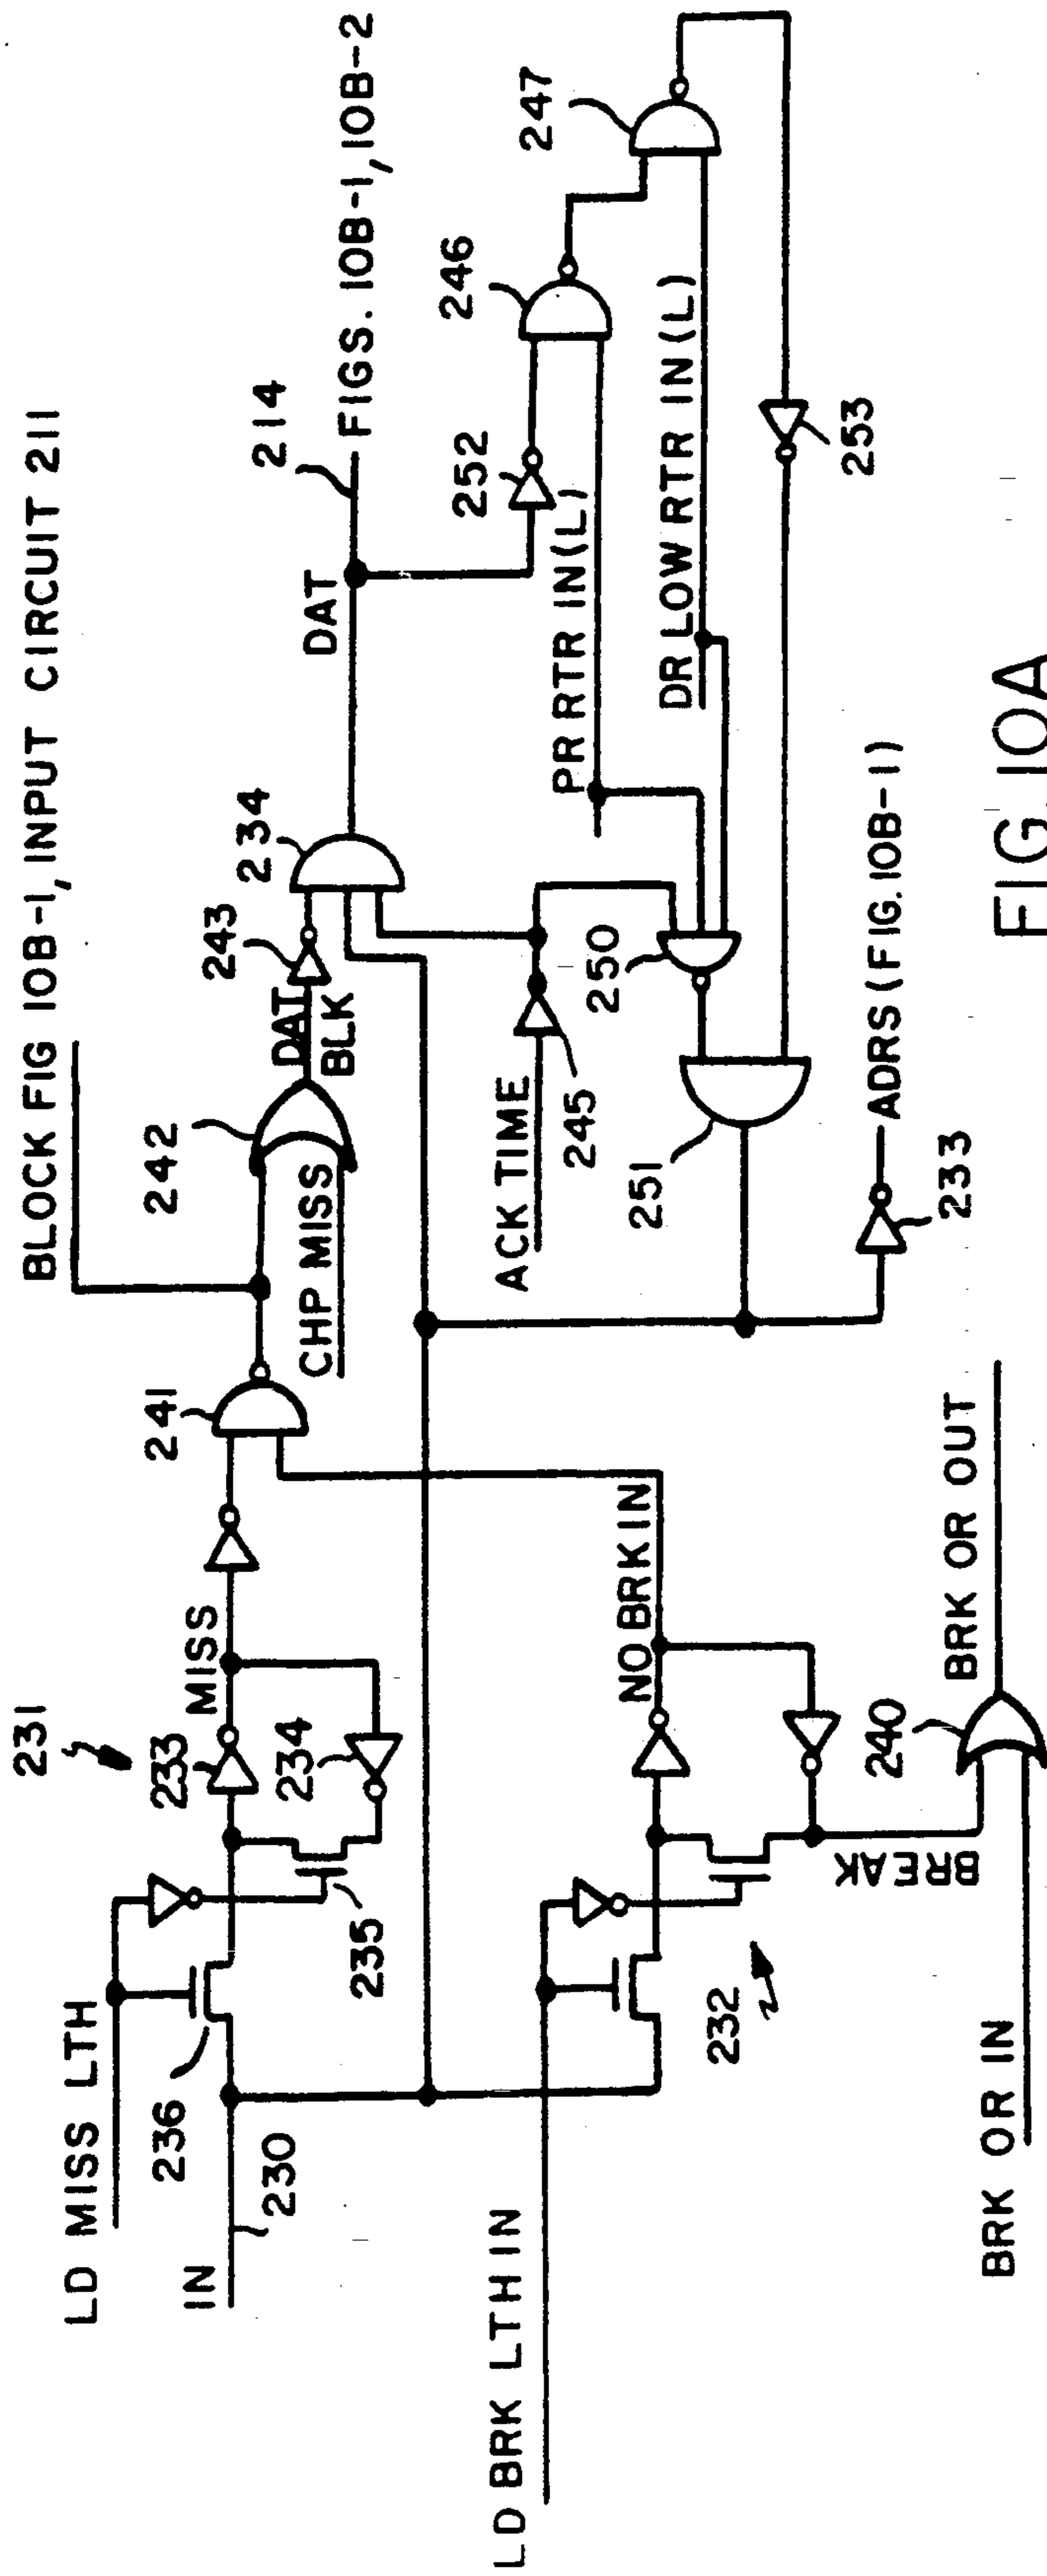 BLOCK FIG 10B-1, INPUT CIRCUIT 211
LD MISS LTH
231
236
IN
230
233
MISS
234
235
241
242
CHP MISS
DAT
BLK
243
234
DAT
214
FIGS. 10B-1, 10B-2
252
246
247
PR RTR IN (L)
DR LOW RTR IN (L)
253
ACK TIME
245
250
251
233
ADRS (FIG. 10B-1)
LD BRK LTH IN
232
NO BRK IN
BREAK
240
BRK OR IN
BRK OR OUT
FIG. 10A